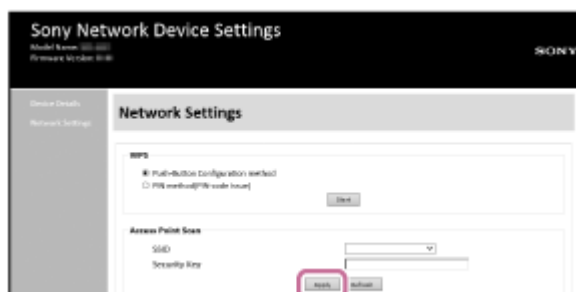 Sony Network Device Settings
Model Name
Firmware Version
SONY
Device Details
Network Settings
Network Settings
WPS
Push-Button Configuration method
PIN method(PIN code issue)
Start
Access Point Scan
SSID
Security Key
Apply
Refresh